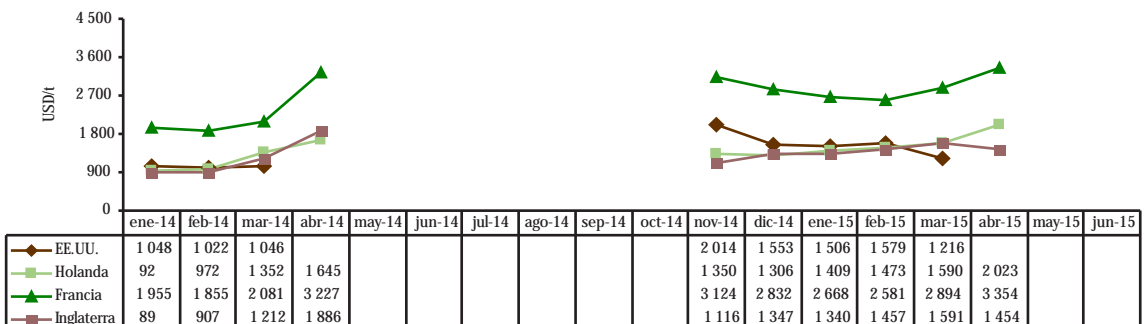 4 500
3 600
2 700
1 800
900
0
USD/t
ene-14 feb-14 mar-14 abr-14 may-14 jun-14 jul-14 ago-14 sep-14 oct-14 nov-14 dic-14 ene-15 feb-15 mar-15 abr-15 may-15 jun-15
EE.UU. 1 048 1 022 1 046 2 014 1 553 1 506 1 579 1 216
Holanda 92 972 1 352 1 645 1 350 1 306 1 409 1 473 1 590 2 023
Francia 1 955 1 855 2 081 3 227 3 124 2 832 2 668 2 581 2 894 3 354
Inglaterra 89 907 1 212 1 886 1 116 1 347 1 340 1 457 1 591 1 454